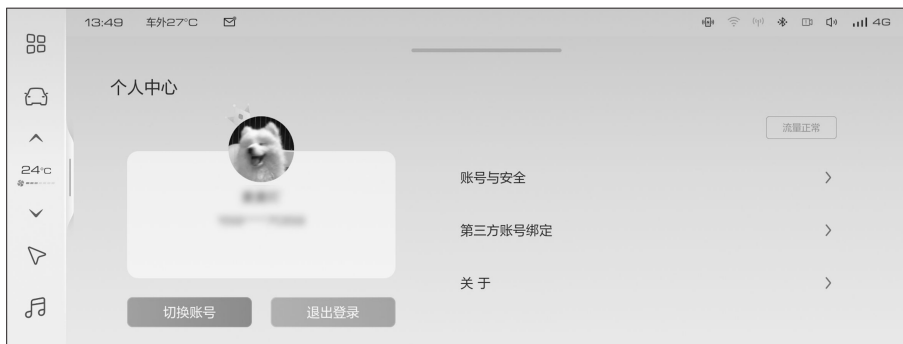 13:49 车外27°C
4G
个人中心
流量正常
24°C
账号与安全
第三方账号绑定
关 于
切换账号
退出登录